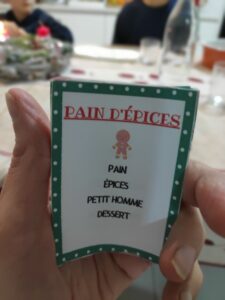 PAIN D'ÉPICES
PAIN
ÉPICES
PETIT HOMME
DESSERT